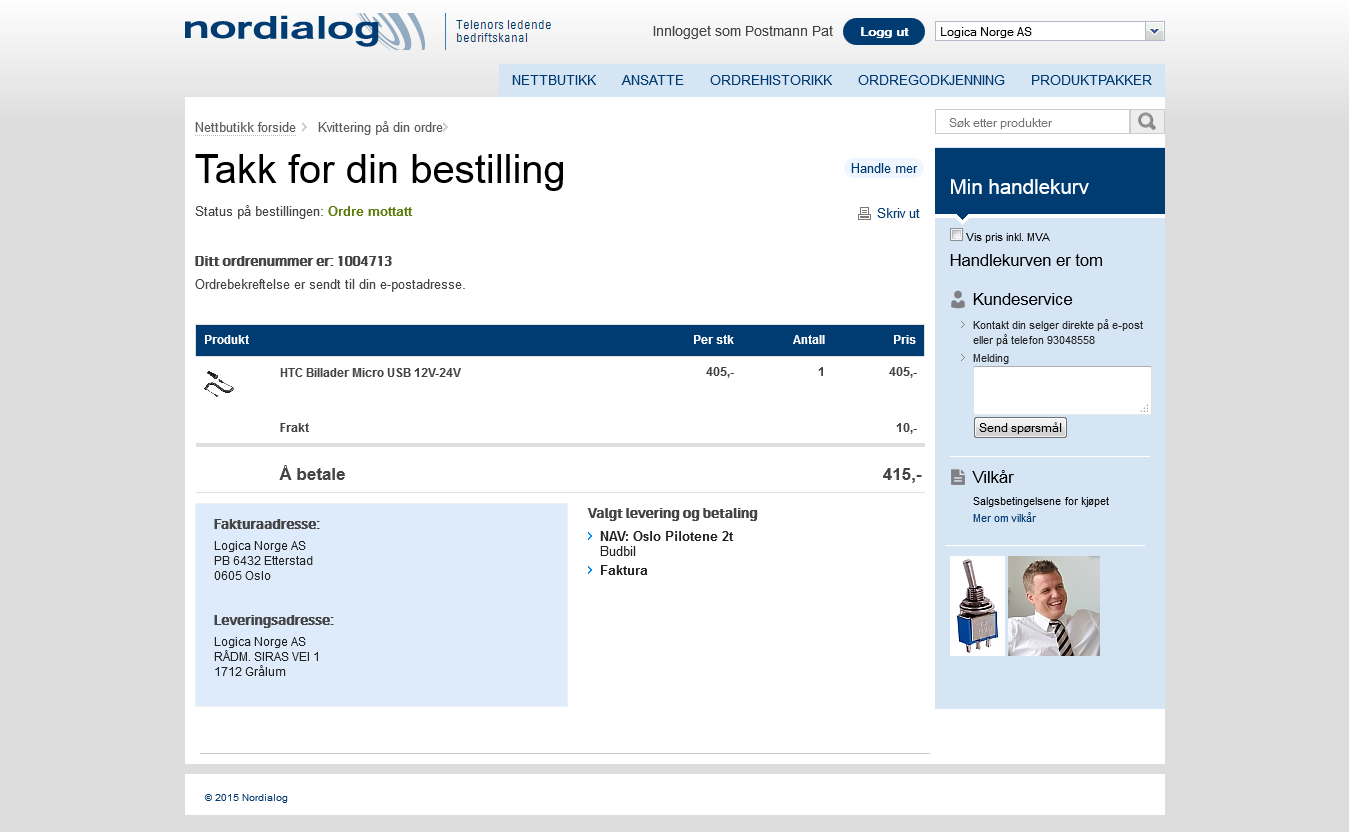 nordialog
Telenors ledende
bedriftskanal
Innlogget som Postmann Pat
Logg ut
Logica Norge AS
NETTBUTIKK ANSATTE ORDREHISTORIKK ORDREGODKJENNING PRODUKTPAKKER
Nettbutikk forside Kvittering på din ordre
Takk for din bestilling
Handle mer
Status på bestillingen: Ordre mottatt
Skriv ut
Ditt ordrenummer er: 1004713
Ordrebekreftelse er sendt til din e-postadresse.
Produkt Per stk Antall Pris
HTC Billader Micro USB 12V-24V 405,- 1 405,-
Frakt 10,-
Å betale 415,-
Fakturaadresse:
Logica Norge AS
PB 6432 Etterstad
0605 Oslo
Leveringsadresse:
Logica Norge AS
RÅDM. SIRAS VEI 1
1712 Grålum
Valgt levering og betaling
NAV: Oslo Pilotene 2t
Budbil
Faktura
Søk etter produkter
Min handlekurv
Vis pris inkl. MVA
Handlekurven er tom
Kundeservice
Kontakt din selger direkte på e-post
eller på telefon 93048558
Melding
Send spørsmål
Vilkår
Salgsbetingelsene for kjøpet
Mer om vilkår
© 2015 Nordialog